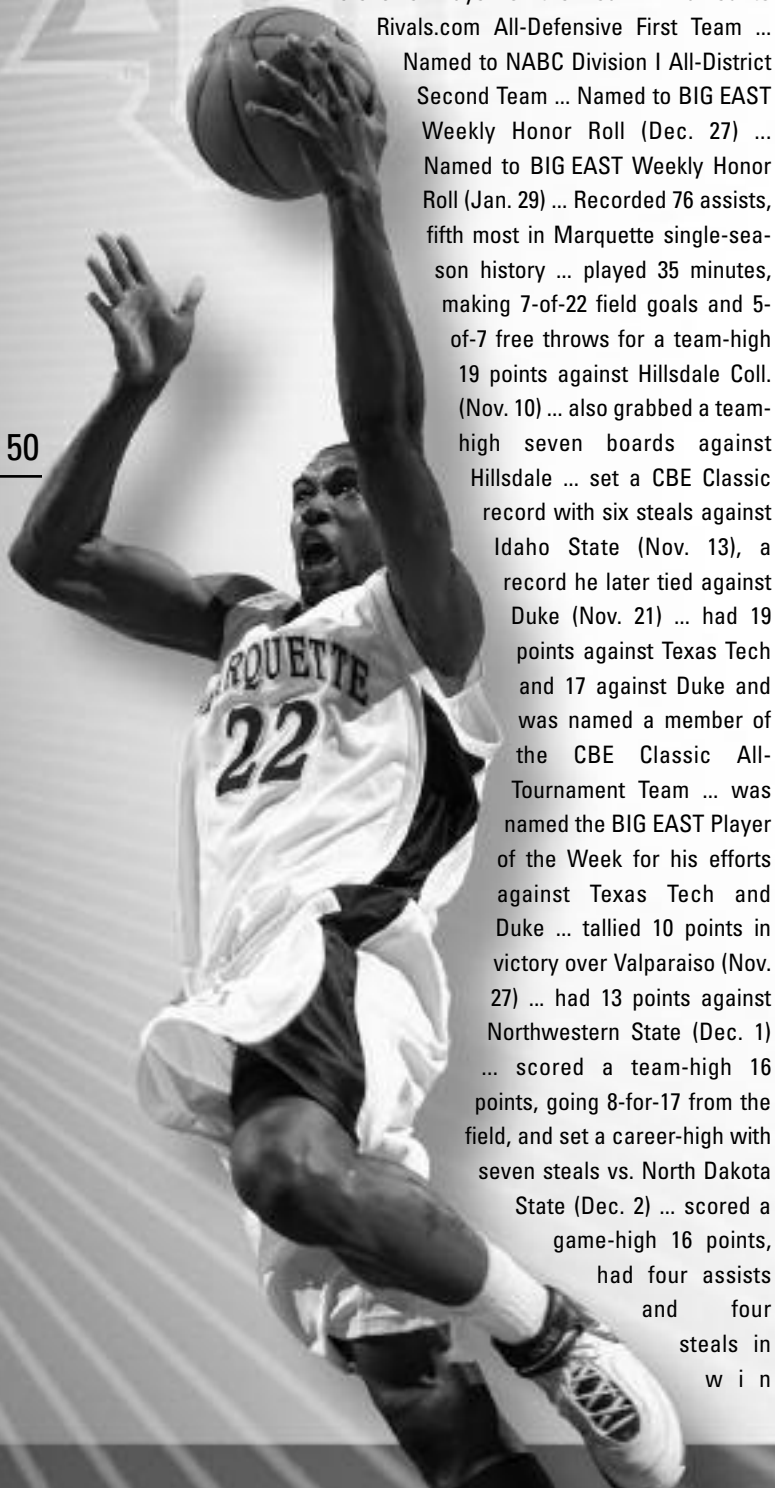 Rivals.com All-Defensive First Team ...
Named to NABC Division I All-District
Second Team ... Named to BIG EAST
Weekly Honor Roll (Dec. 27) ...
Named to BIG EAST Weekly Honor
Roll (Jan. 29) ... Recorded 76 assists,
fifth most in Marquette single-sea-
son history ... played 35 minutes,
making 7-of-22 field goals and 5-
of-7 free throws for a team-high
19 points against Hillsdale Coll.
(Nov. 10) ... also grabbed a team-
high seven boards against
Hillsdale ... set a CBE Classic
record with six steals against
Idaho State (Nov. 13), a
record he later tied against
Duke (Nov. 21) ... had 19
points against Texas Tech
and 17 against Duke and
was named a member of
the CBE Classic All-
Tournament Team ... was
named the BIG EAST Player
of the Week for his efforts
against Texas Tech and
Duke ... tallied 10 points in
victory over Valparaiso (Nov.
27) ... had 13 points against
Northwestern State (Dec. 1)
... scored a team-high 16
points, going 8-for-17 from the
field, and set a career-high with
seven steals vs. North Dakota
State (Dec. 2) ... scored a
game-high 16 points,
had four assists
and four
steals in
w i n
50
ARQUETTE
22